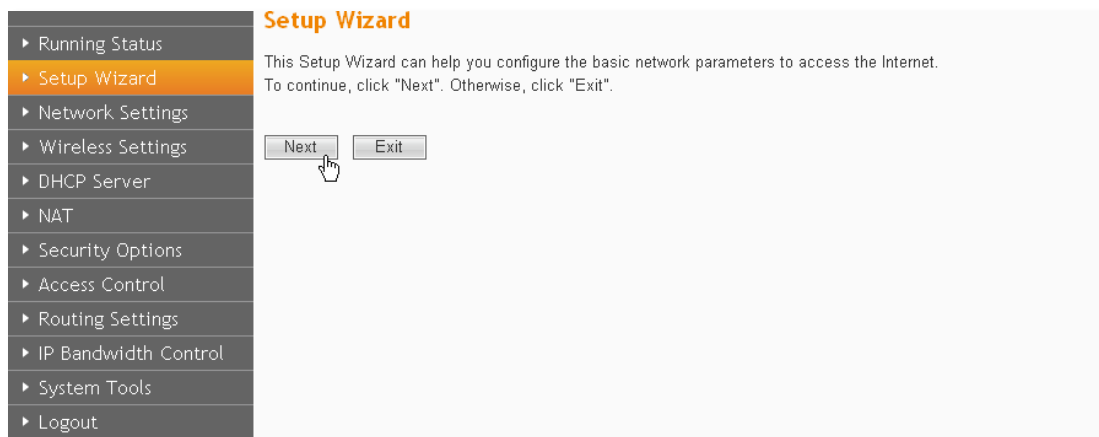 Running Status
Setup Wizard
Network Settings
Wireless Settings
DHCP Server
NAT
Security Options
Access Control
Routing Settings
IP Bandwidth Control
System Tools
Logout
Setup Wizard
This Setup Wizard can help you configure the basic network parameters to access the Internet.
To continue, click "Next". Otherwise, click "Exit".
Next Exit